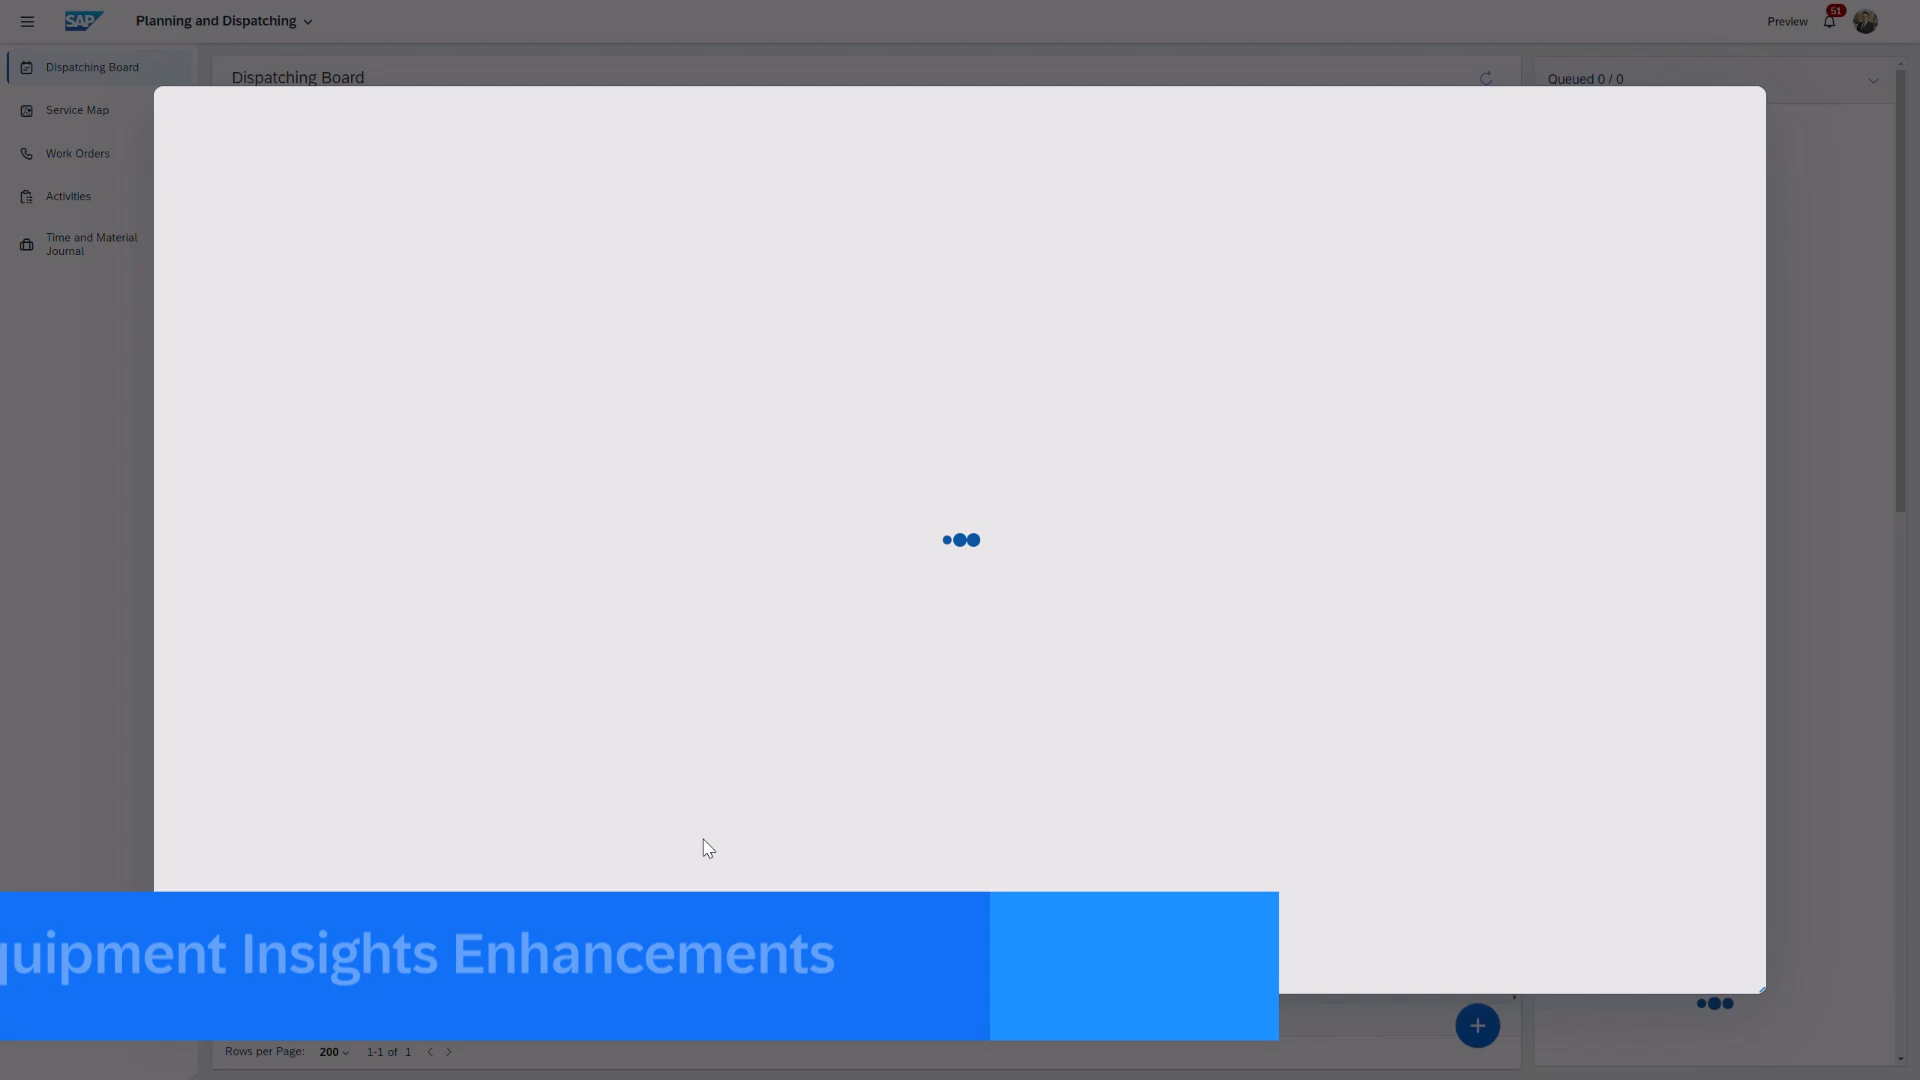 SAP
Planning and Dispatching
Preview
51
Dispatching Board
Service Map
Work Orders
Activities
Time and Material
Journal
Dispatching Board
Queued 0 / 0
Insights Enhancements
Rows per Page: 200 1-1 of 1